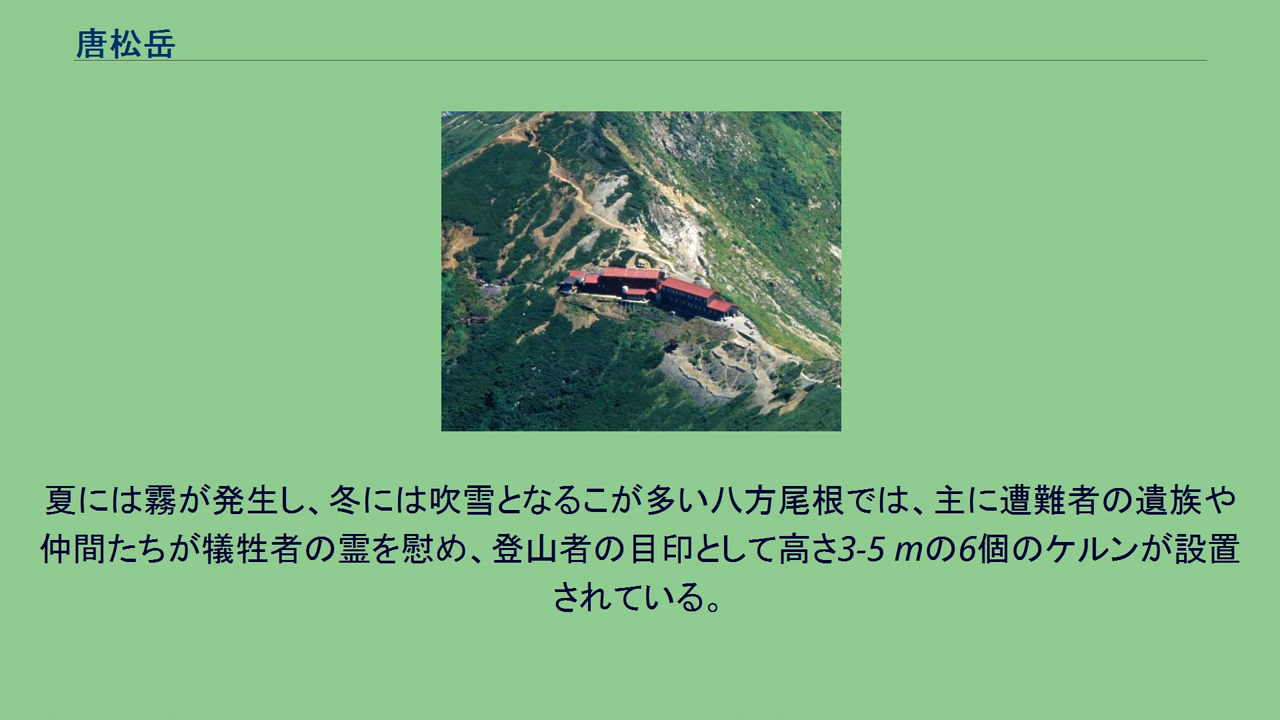 唐松岳
夏には霧が発生し、冬には吹雪となるこが多い八方尾根では、主に遭難者の遺族や
仲間たちが犠牲者の霊を慰め、登山者の目印として高さ3-5 mの6個のケルンが設置
されている。